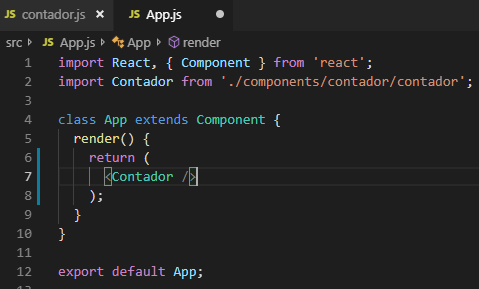 JS contador.js JS App.js
src > JS App.js > App > render
1 import React, { Component } from 'react';
2 import Contador from './components/contador/contador';
3
4 class App extends Component {
5 render() {
6 return (
7 <Contador />
8 );
9 }
10 }
11
12 export default App;